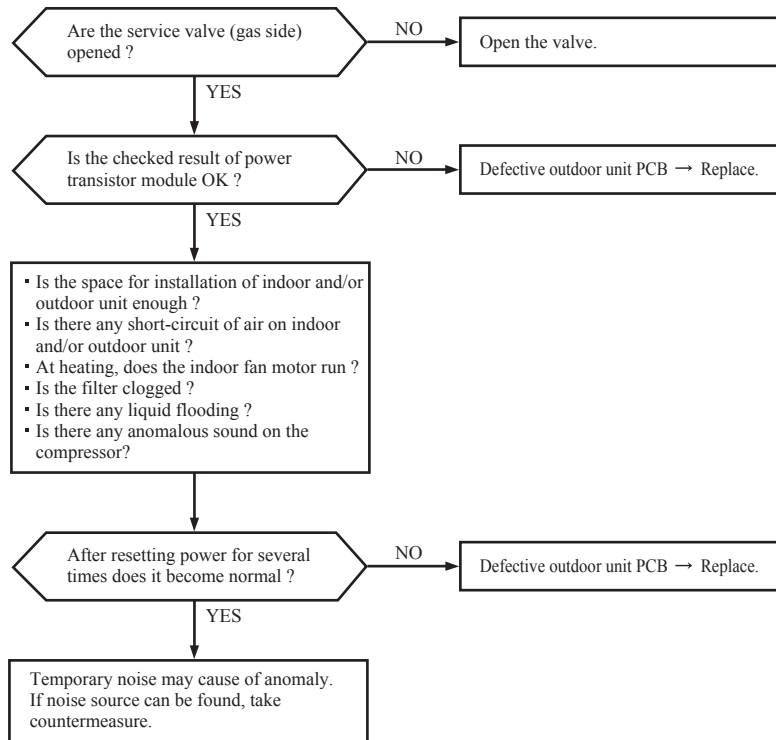 Are the service valve (gas side)
opened ?
NO
Open the valve.
YES
Is the checked result of power
transistor module OK ?
NO
Defective outdoor unit PCB → Replace.
YES
▪ Is the space for installation of indoor and/or
outdoor unit enough ?
▪ Is there any short-circuit of air on indoor
and/or outdoor unit ?
▪ At heating, does the indoor fan motor run ?
▪ Is the filter clogged ?
▪ Is there any liquid flooding ?
▪ Is there any anomalous sound on the
compressor?
After resetting power for several
times does it become normal ?
NO
Defective outdoor unit PCB → Replace.
YES
Temporary noise may cause of anomaly.
If noise source can be found, take
countermeasure.